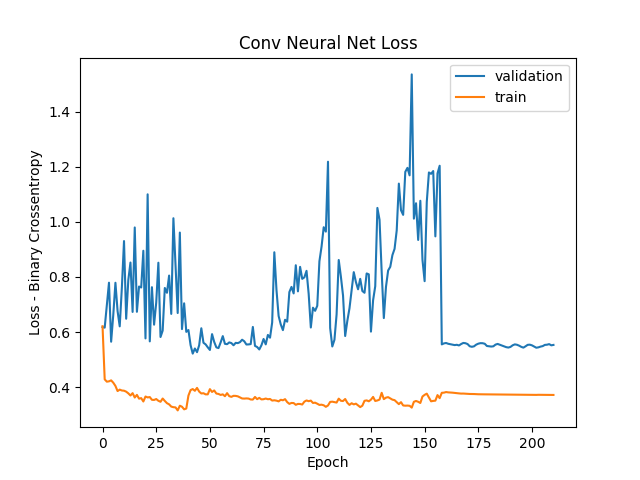 Conv Neural Net Loss
validation
train
Loss - Binary Crossentropy
1.4
1.2
1.0
0.8
0.6
0.4
0 25 50 75 100 125 150 175 200
Epoch